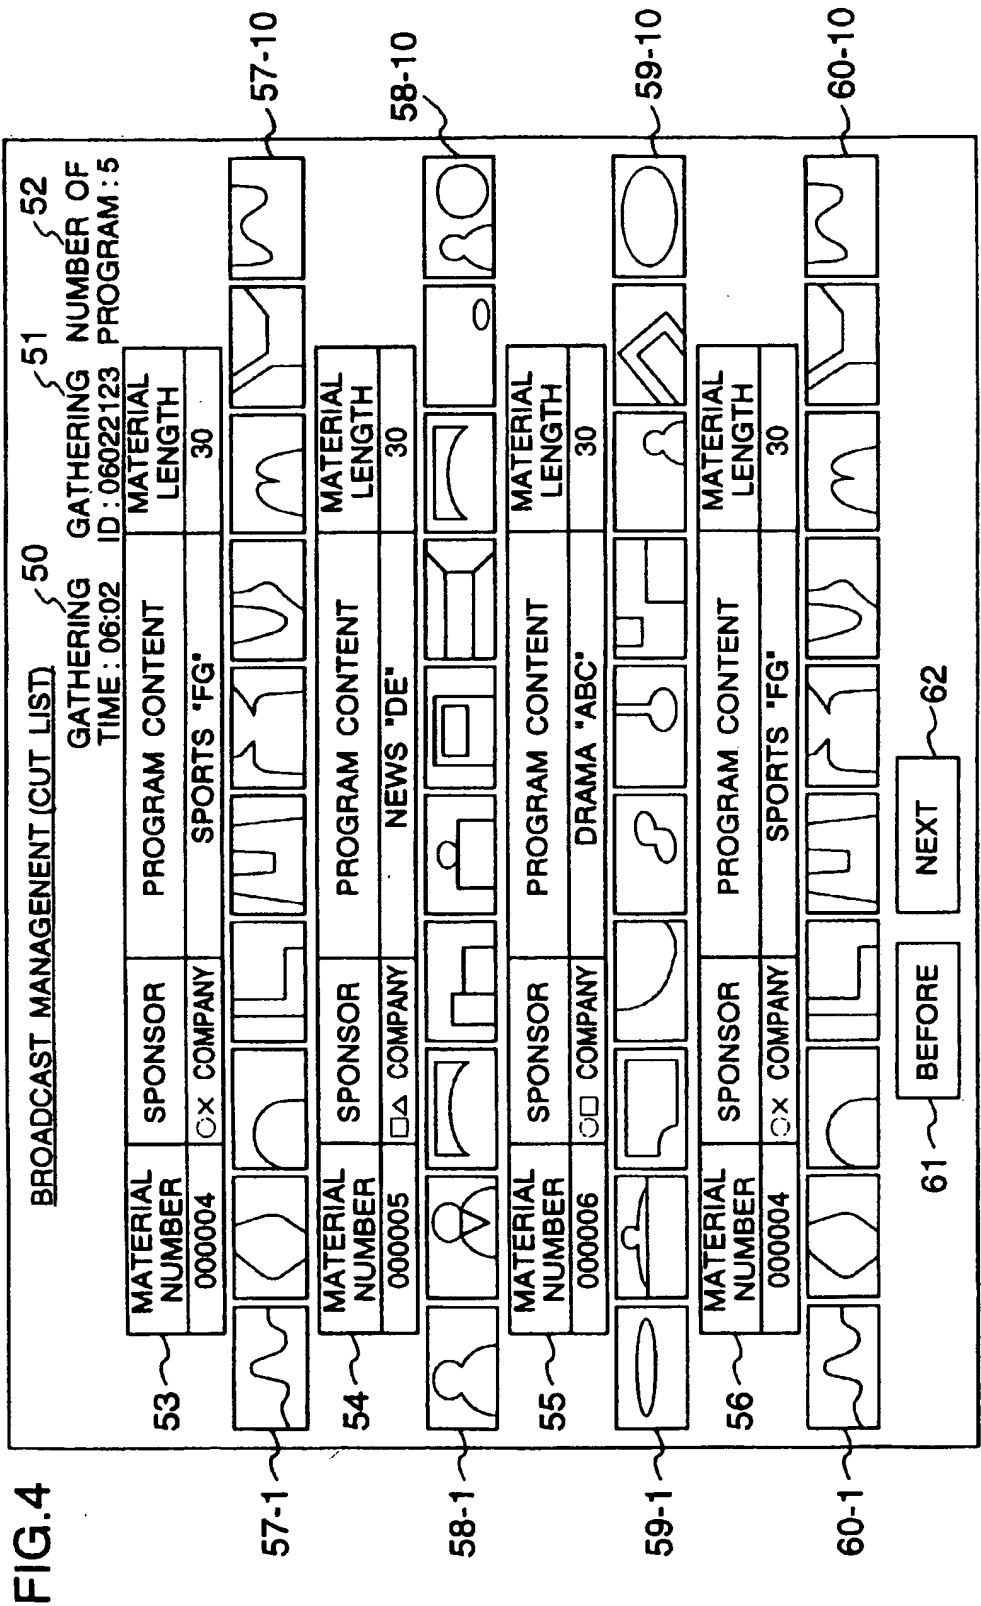 FIG.4
BROADCAST MANAGENENT (CUT LIST)
50
51
52
GATHERING
TIME : 06:02
GATHERING
ID : 06022123
NUMBER OF
PROGRAM : 5
53
MATERIAL
NUMBER
SPONSOR
PROGRAM CONTENT
MATERIAL
LENGTH
000004
○× COMPANY
SPORTS "FG"
30
57-1
57-10
54
MATERIAL
NUMBER
SPONSOR
PROGRAM CONTENT
MATERIAL
LENGTH
000005
□△ COMPANY
NEWS "DE"
30
58-1
58-10
55
MATERIAL
NUMBER
SPONSOR
PROGRAM CONTENT
MATERIAL
LENGTH
000006
○□ COMPANY
DRAMA "ABC"
30
59-1
59-10
56
MATERIAL
NUMBER
SPONSOR
PROGRAM CONTENT
MATERIAL
LENGTH
000004
○× COMPANY
SPORTS "FG"
30
60-1
60-10
61
BEFORE
NEXT
62